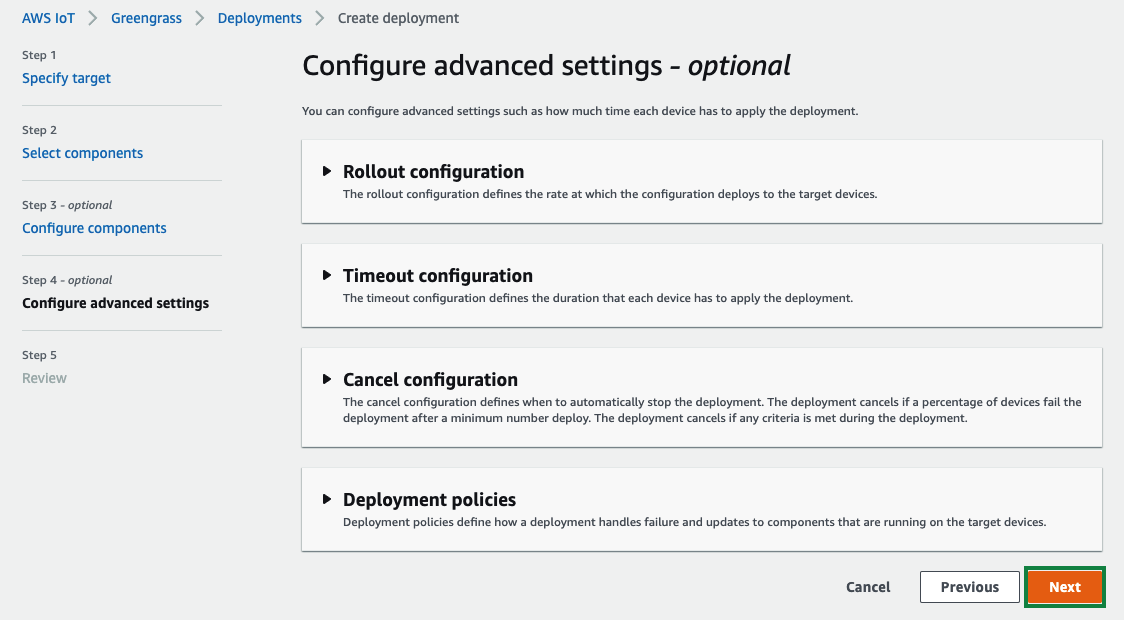 AWS IoT > Greengrass > Deployments > Create deployment
Step 1
Specify target
Step 2
Select components
Step 3 - optional
Configure components
Step 4 - optional
Configure advanced settings
Step 5
Review
Configure advanced settings - optional
You can configure advanced settings such as how much time each device has to apply the deployment.
Rollout configuration
The rollout configuration defines the rate at which the configuration deploys to the target devices.
Timeout configuration
The timeout configuration defines the duration that each device has to apply the deployment.
Cancel configuration
The cancel configuration defines when to automatically stop the deployment. The deployment cancels if a percentage of devices fail the
deployment after a minimum number deploy. The deployment cancels if any criteria is met during the deployment.
Deployment policies
Deployment policies define how a deployment handles failure and updates to components that are running on the target devices.
Cancel Previous Next